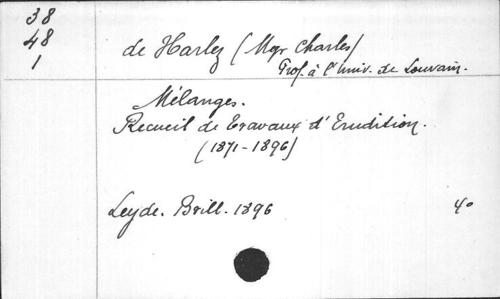 38
48
1
de Harlez (Mgr Charles)
Prof. à l'Univ. de Louvain.
Mélanges.
Recueil de travaux d'Erudition.
(1871-1896)
Leyde. Brill. 1896
4°